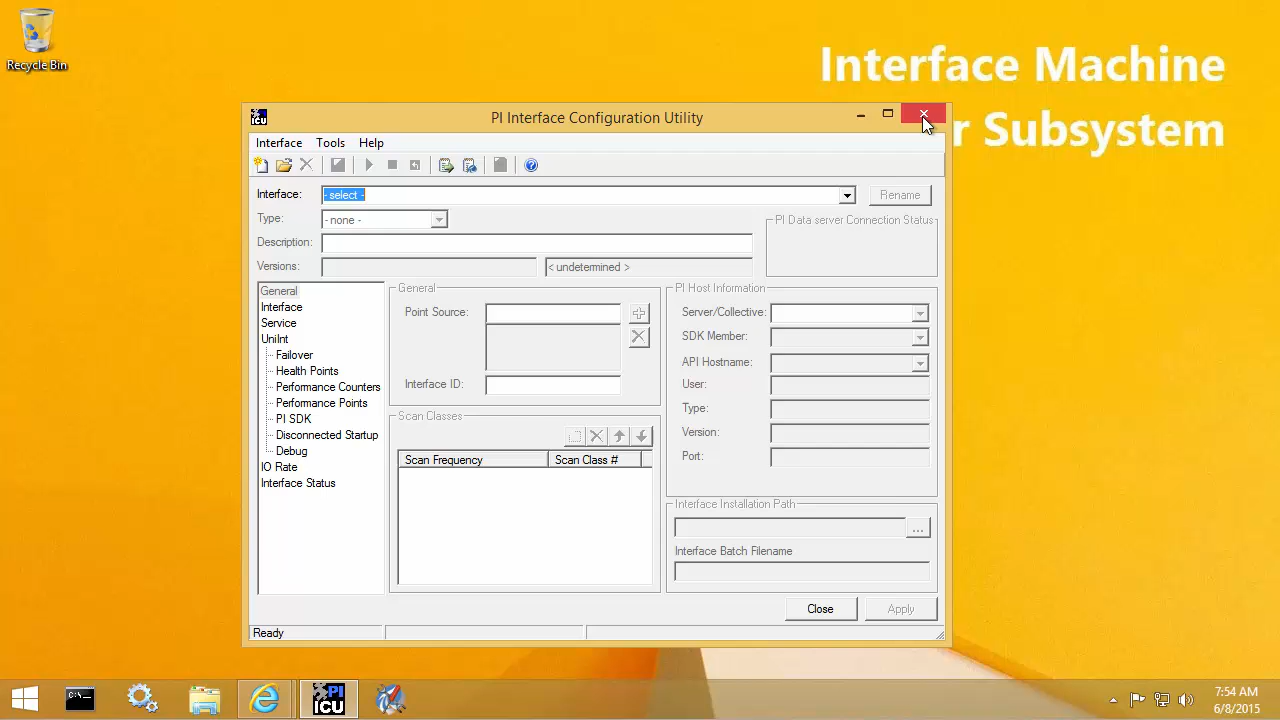 Recycle Bin
Interface Machine
r Subsystem
ICU
PI Interface Configuration Utility
Interface Tools Help
Interface: - select - Rename
Type: - none -
PI Data server Connection Status
Description:
Versions: < undetermined >
General
Interface
Service
UniInt
Failover
Health Points
Performance Counters
Performance Points
PI SDK
Disconnected Startup
Debug
IO Rate
Interface Status
General
Point Source:
Interface ID:
Scan Classes
Scan Frequency Scan Class #
PI Host Information
Server/Collective:
SDK Member:
API Hostname:
User:
Type:
Version:
Port:
Interface Installation Path
...
Interface Batch Filename
Close Apply
Ready
C:\_
PI
ICU
7:54 AM
6/8/2015